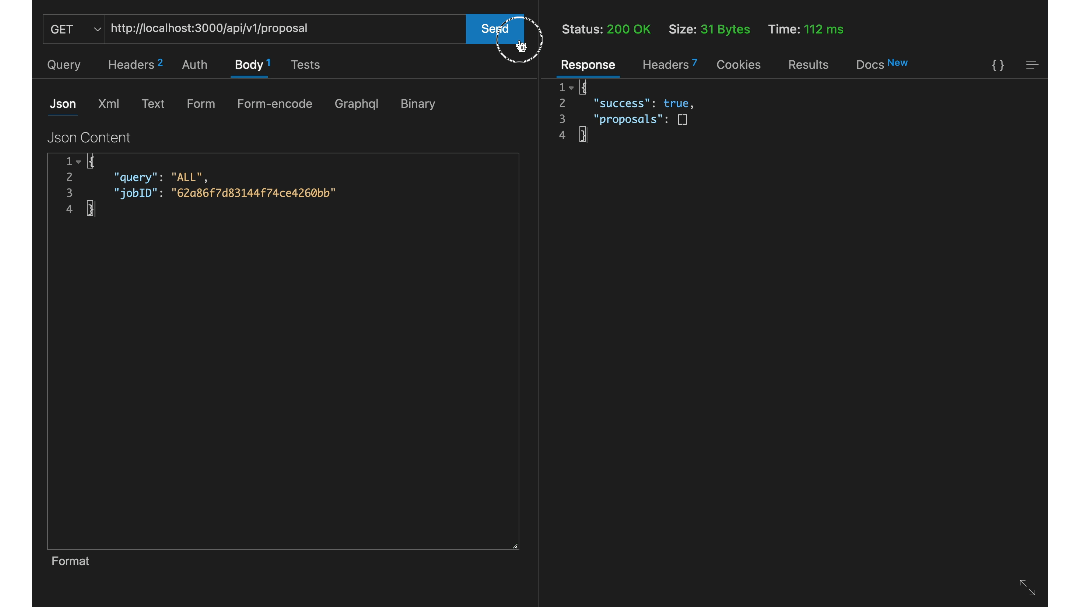 GET http://localhost:3000/api/v1/proposal Send
Query Headers 2 Auth Body 1 Tests
Json Xml Text Form Form-encode Graphql Binary
Json Content
1 {
2 "query": "ALL",
3 "jobID": "62a86f7d83144f74ce4260bb"
4 }
Format
Status: 200 OK Size: 31 Bytes Time: 112 ms
Response Headers 7 Cookies Results Docs New { }
1 {
2 "success": true,
3 "proposals": []
4 }